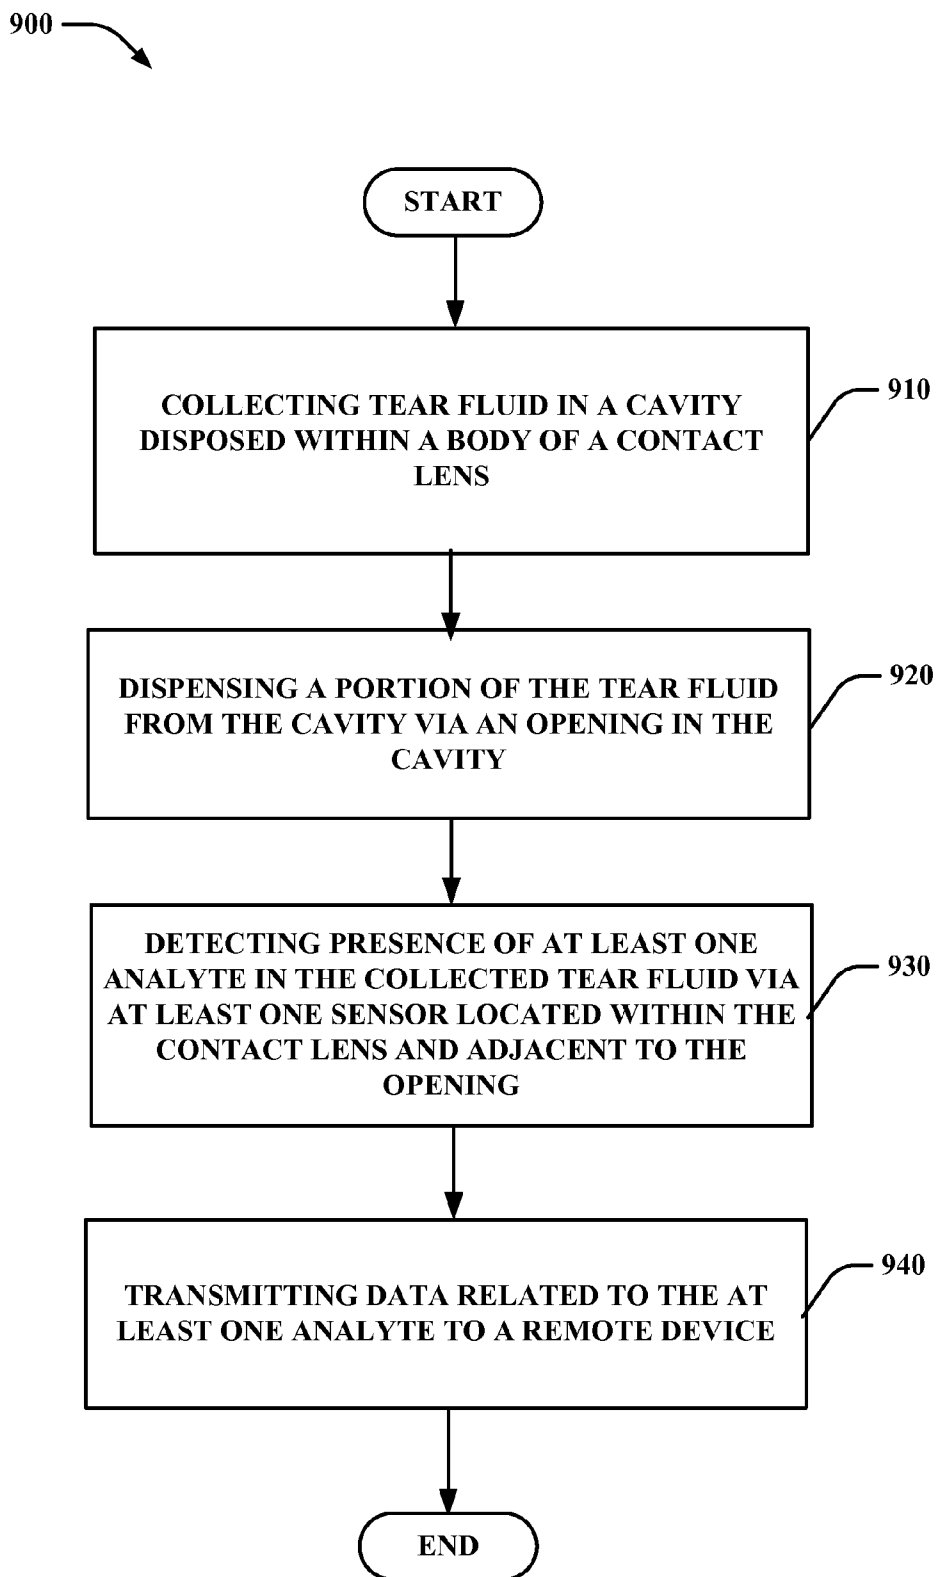 900
START
COLLECTING TEAR FLUID IN A CAVITY
DISPOSED WITHIN A BODY OF A CONTACT
LENS
910
DISPENSING A PORTION OF THE TEAR FLUID
FROM THE CAVITY VIA AN OPENING IN THE
CAVITY
920
DETECTING PRESENCE OF AT LEAST ONE
ANALYTE IN THE COLLECTED TEAR FLUID VIA
AT LEAST ONE SENSOR LOCATED WITHIN THE
CONTACT LENS AND ADJACENT TO THE
OPENING
930
TRANSMITTING DATA RELATED TO THE AT
LEAST ONE ANALYTE TO A REMOTE DEVICE
940
END